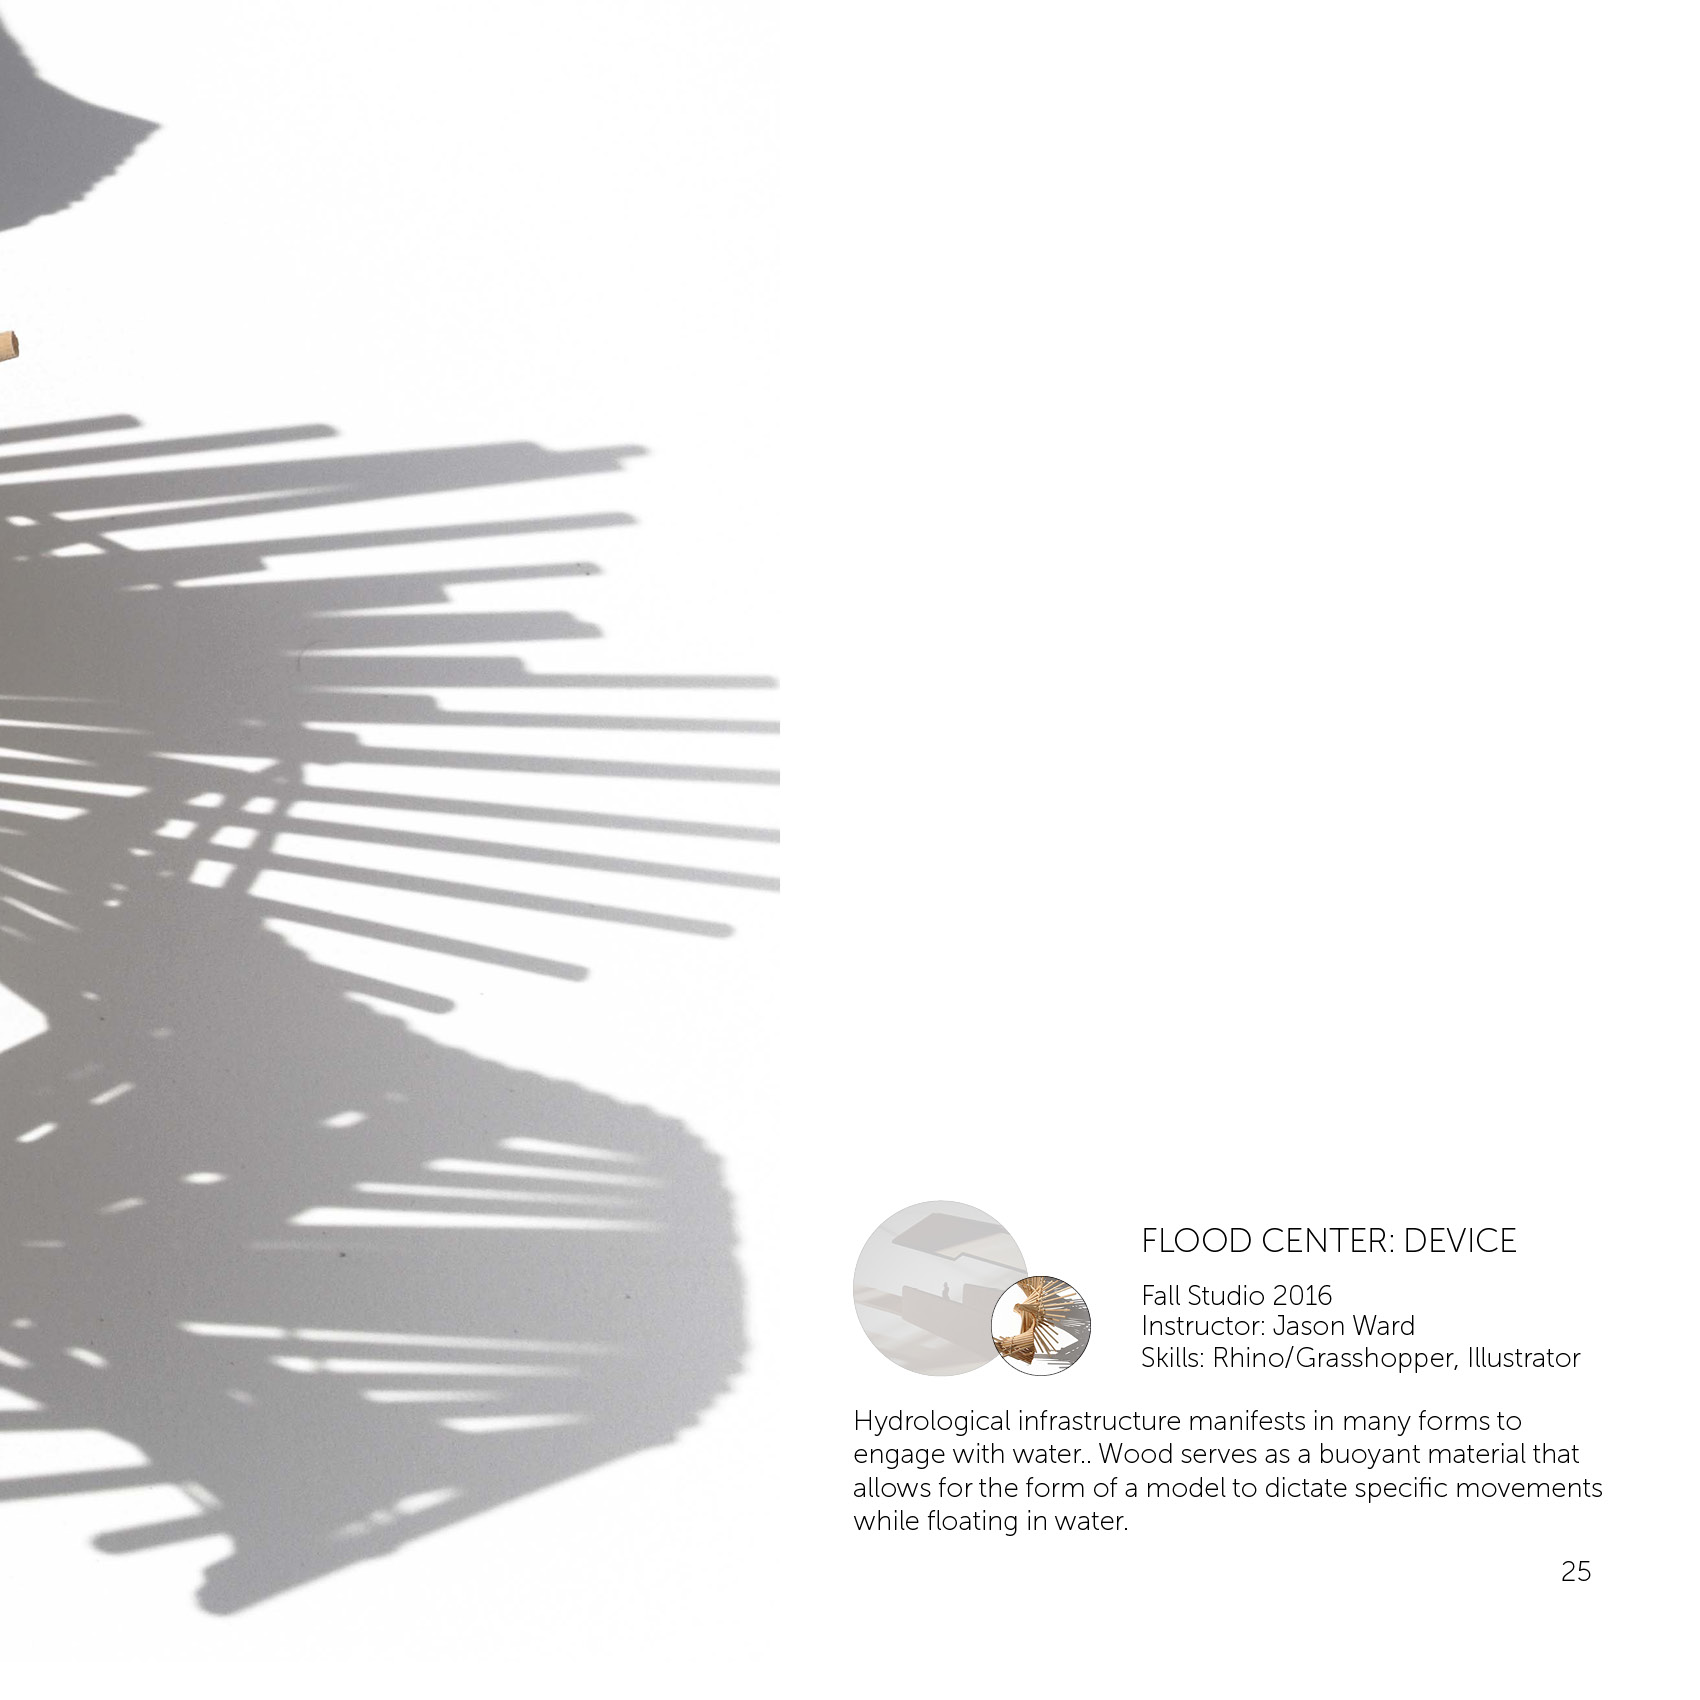 FLOOD CENTER: DEVICE
Fall Studio 2016
Instructor: Jason Ward
Skills: Rhino/Grasshopper, Illustrator
Hydrological infrastructure manifests in many forms to
engage with water.. Wood serves as a buoyant material that
allows for the form of a model to dictate specific movements
while floating in water.
25